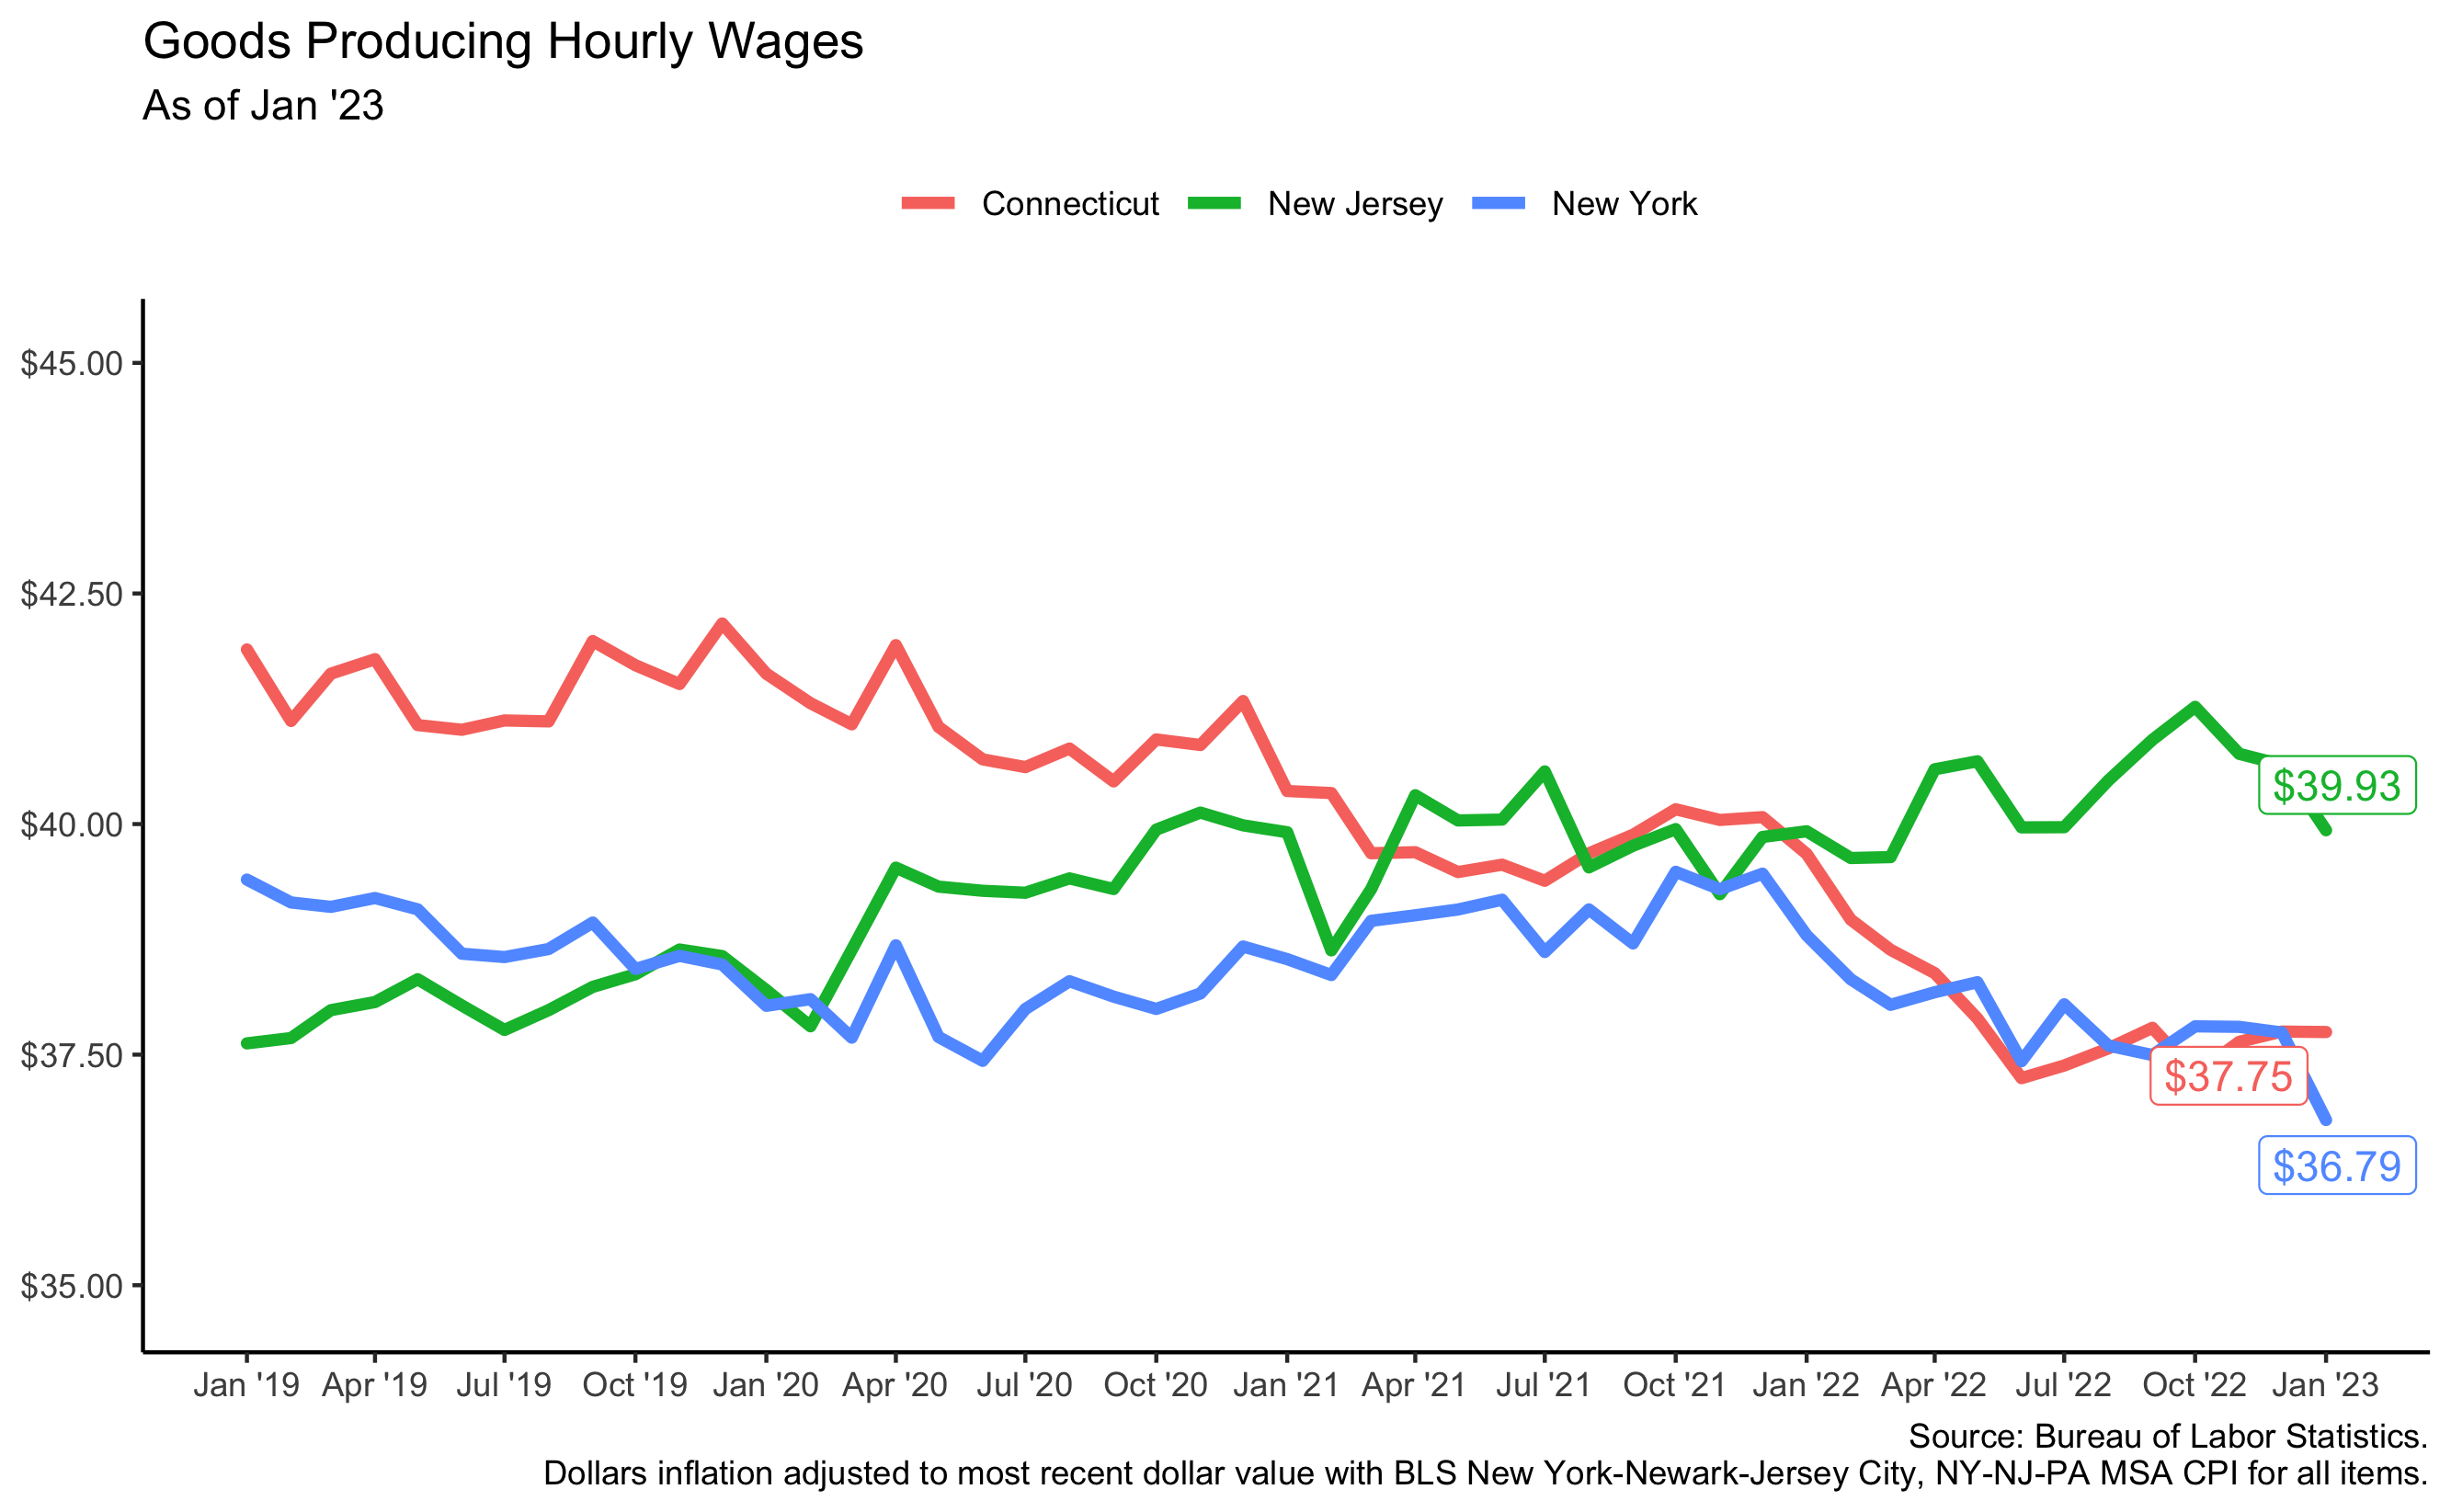 Goods Producing Hourly Wages
As of Jan '23
Connecticut New Jersey New York
$45.00
$42.50
$40.00
$37.50
$35.00
$39.93
$37.75
$36.79
Jan '19 Apr '19 Jul '19 Oct '19 Jan '20 Apr '20 Jul '20 Oct '20 Jan '21 Apr '21 Jul '21 Oct '21 Jan '22 Apr '22 Jul '22 Oct '22 Jan '23
Source: Bureau of Labor Statistics.
Dollars inflation adjusted to most recent dollar value with BLS New York-Newark-Jersey City, NY-NJ-PA MSA CPI for all items.